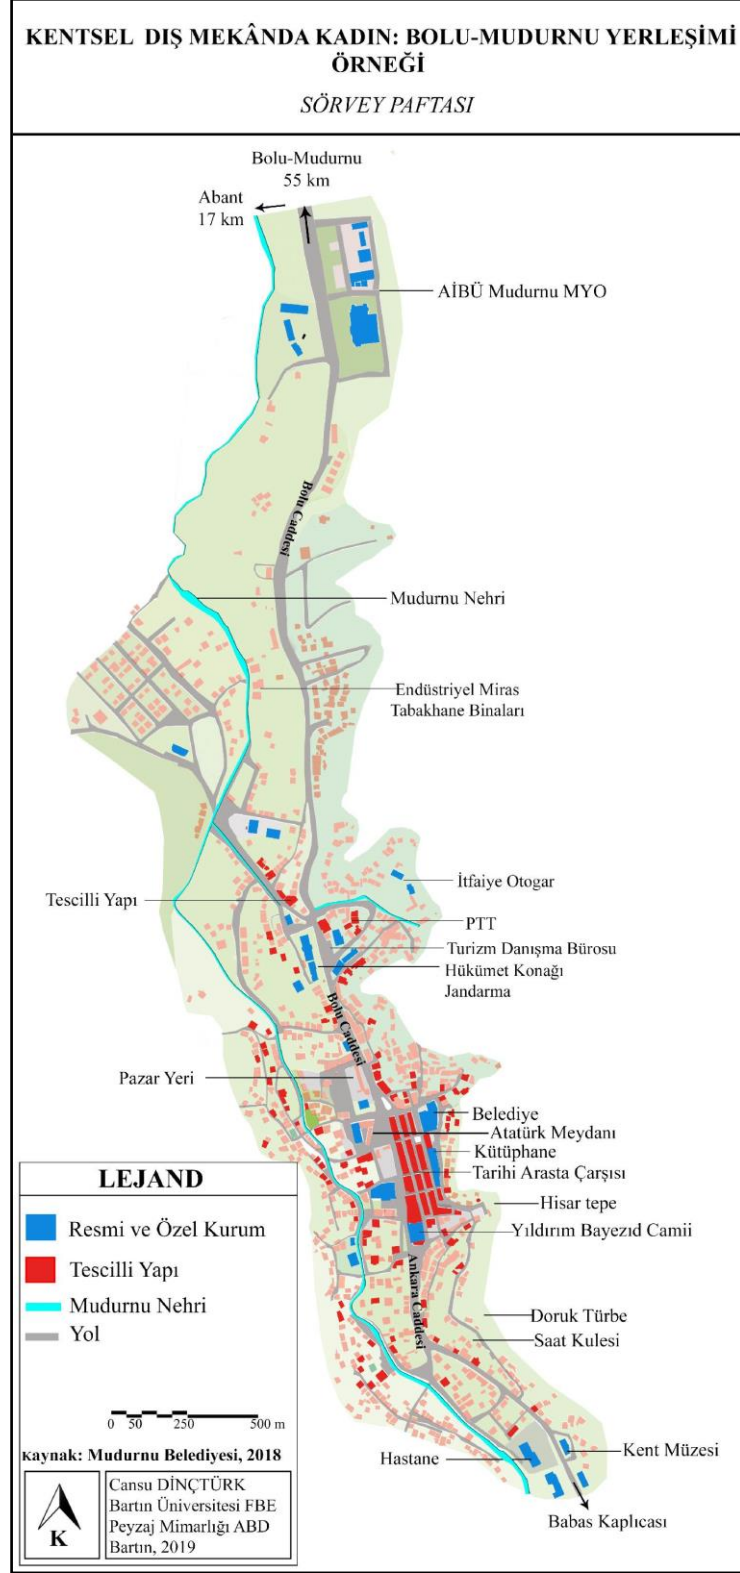 KENTSEL DIŞ MEKÂNDA KADIN: BOLU-MUDURNU YERLEŞİMİ
ÖRNEĞİ
SÖRVEY PAFTASI
Bolu-Mudurnu
55 km
Abant
17 km
AİBÜ Mudurnu MYO
Bolu Caddesi
Mudurnu Nehri
Endüstriyel Miras
Tabakhane Binaları
İtfaiye Otogar
Tescilli Yapı
PTT
Turizm Danışma Bürosu
Hükümet Konağı
Jandarma
Bolu Caddesi
Pazar Yeri
Belediye
Atatürk Meydanı
Kütüphane
Tarihi Arasta Çarşısı
Hisar tepe
Yıldırım Bayezıd Camii
Ankara Caddesi
Doruk Türbe
Saat Kulesi
Kent Müzesi
Hastane
Babas Kaplıcası
LEJAND
Resmi ve Özel Kurum
Tescilli Yapı
Mudurnu Nehri
Yol
0 50 250 500 m
Kaynak: Mudurnu Belediyesi, 2018
K
Cansu DİNÇTÜRK
Bartın Üniversitesi FBE
Peyzaj Mimarlığı ABD
Bartın, 2019